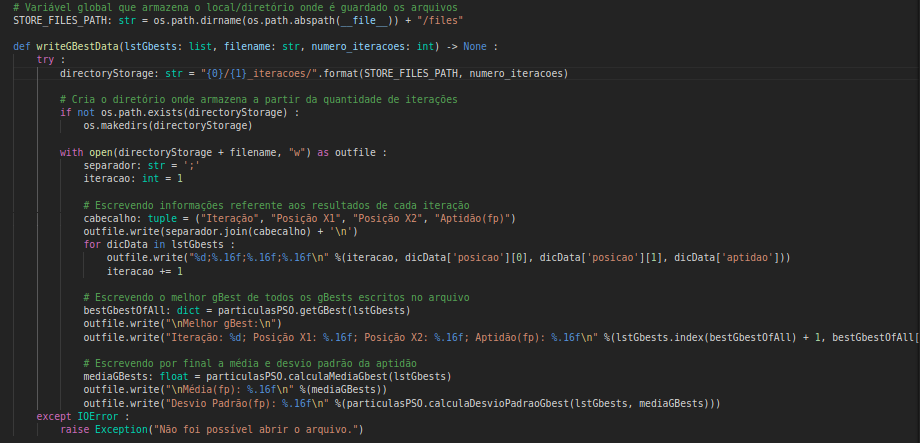 # Variável global que armazena o local/diretório onde é guardado os arquivos
STORE_FILES_PATH: str = os.path.dirname(os.path.abspath(__file__)) + "/files"
def writeGBestData(lstGbests: list, filename: str, numero_iteracoes: int) -> None :
try :
directoryStorage: str = "{0}/{1}_iteracoes/".format(STORE_FILES_PATH, numero_iteracoes)
# Cria o diretório onde armazena a partir da quantidade de iterações
if not os.path.exists(directoryStorage) :
os.makedirs(directoryStorage)
with open(directoryStorage + filename, "w") as outfile :
separador: str = ';'
iteracao: int = 1
# Escrevendo informações referente aos resultados de cada iteração
cabecalho: tuple = ("Iteração", "Posição X1", "Posição X2", "Aptidão(fp)")
outfile.write(separador.join(cabecalho) + '\n')
for dicData in lstGbests :
outfile.write("%d;%.16f;%.16f;%.16f\n" %(iteracao, dicData['posicao'][0], dicData['posicao'][1], dicData['aptidao']))
iteracao += 1
# Escrevendo o melhor gBest de todos os gBests escritos no arquivo
bestGbestOfAll: dict = particulasPSO.getGBest(lstGbests)
outfile.write("\nMelhor gBest:\n")
outfile.write("Iteração: %d; Posição X1: %.16f; Posição X2: %.16f; Aptidão(fp): %.16f\n" %(lstGbests.index(bestGbestOfAll) + 1, bestGbestOfAll[
# Escrevendo por final a média e desvio padrão da aptidão
mediaGBests: float = particulasPSO.calculaMediaGbest(lstGbests)
outfile.write("\nMédia(fp): %.16f\n" %(mediaGBests))
outfile.write("Desvio Padrão(fp): %.16f\n" %(particulasPSO.calculaDesvioPadraoGbest(lstGbests, mediaGBests)))
except IOError :
raise Exception("Não foi possível abrir o arquivo.")